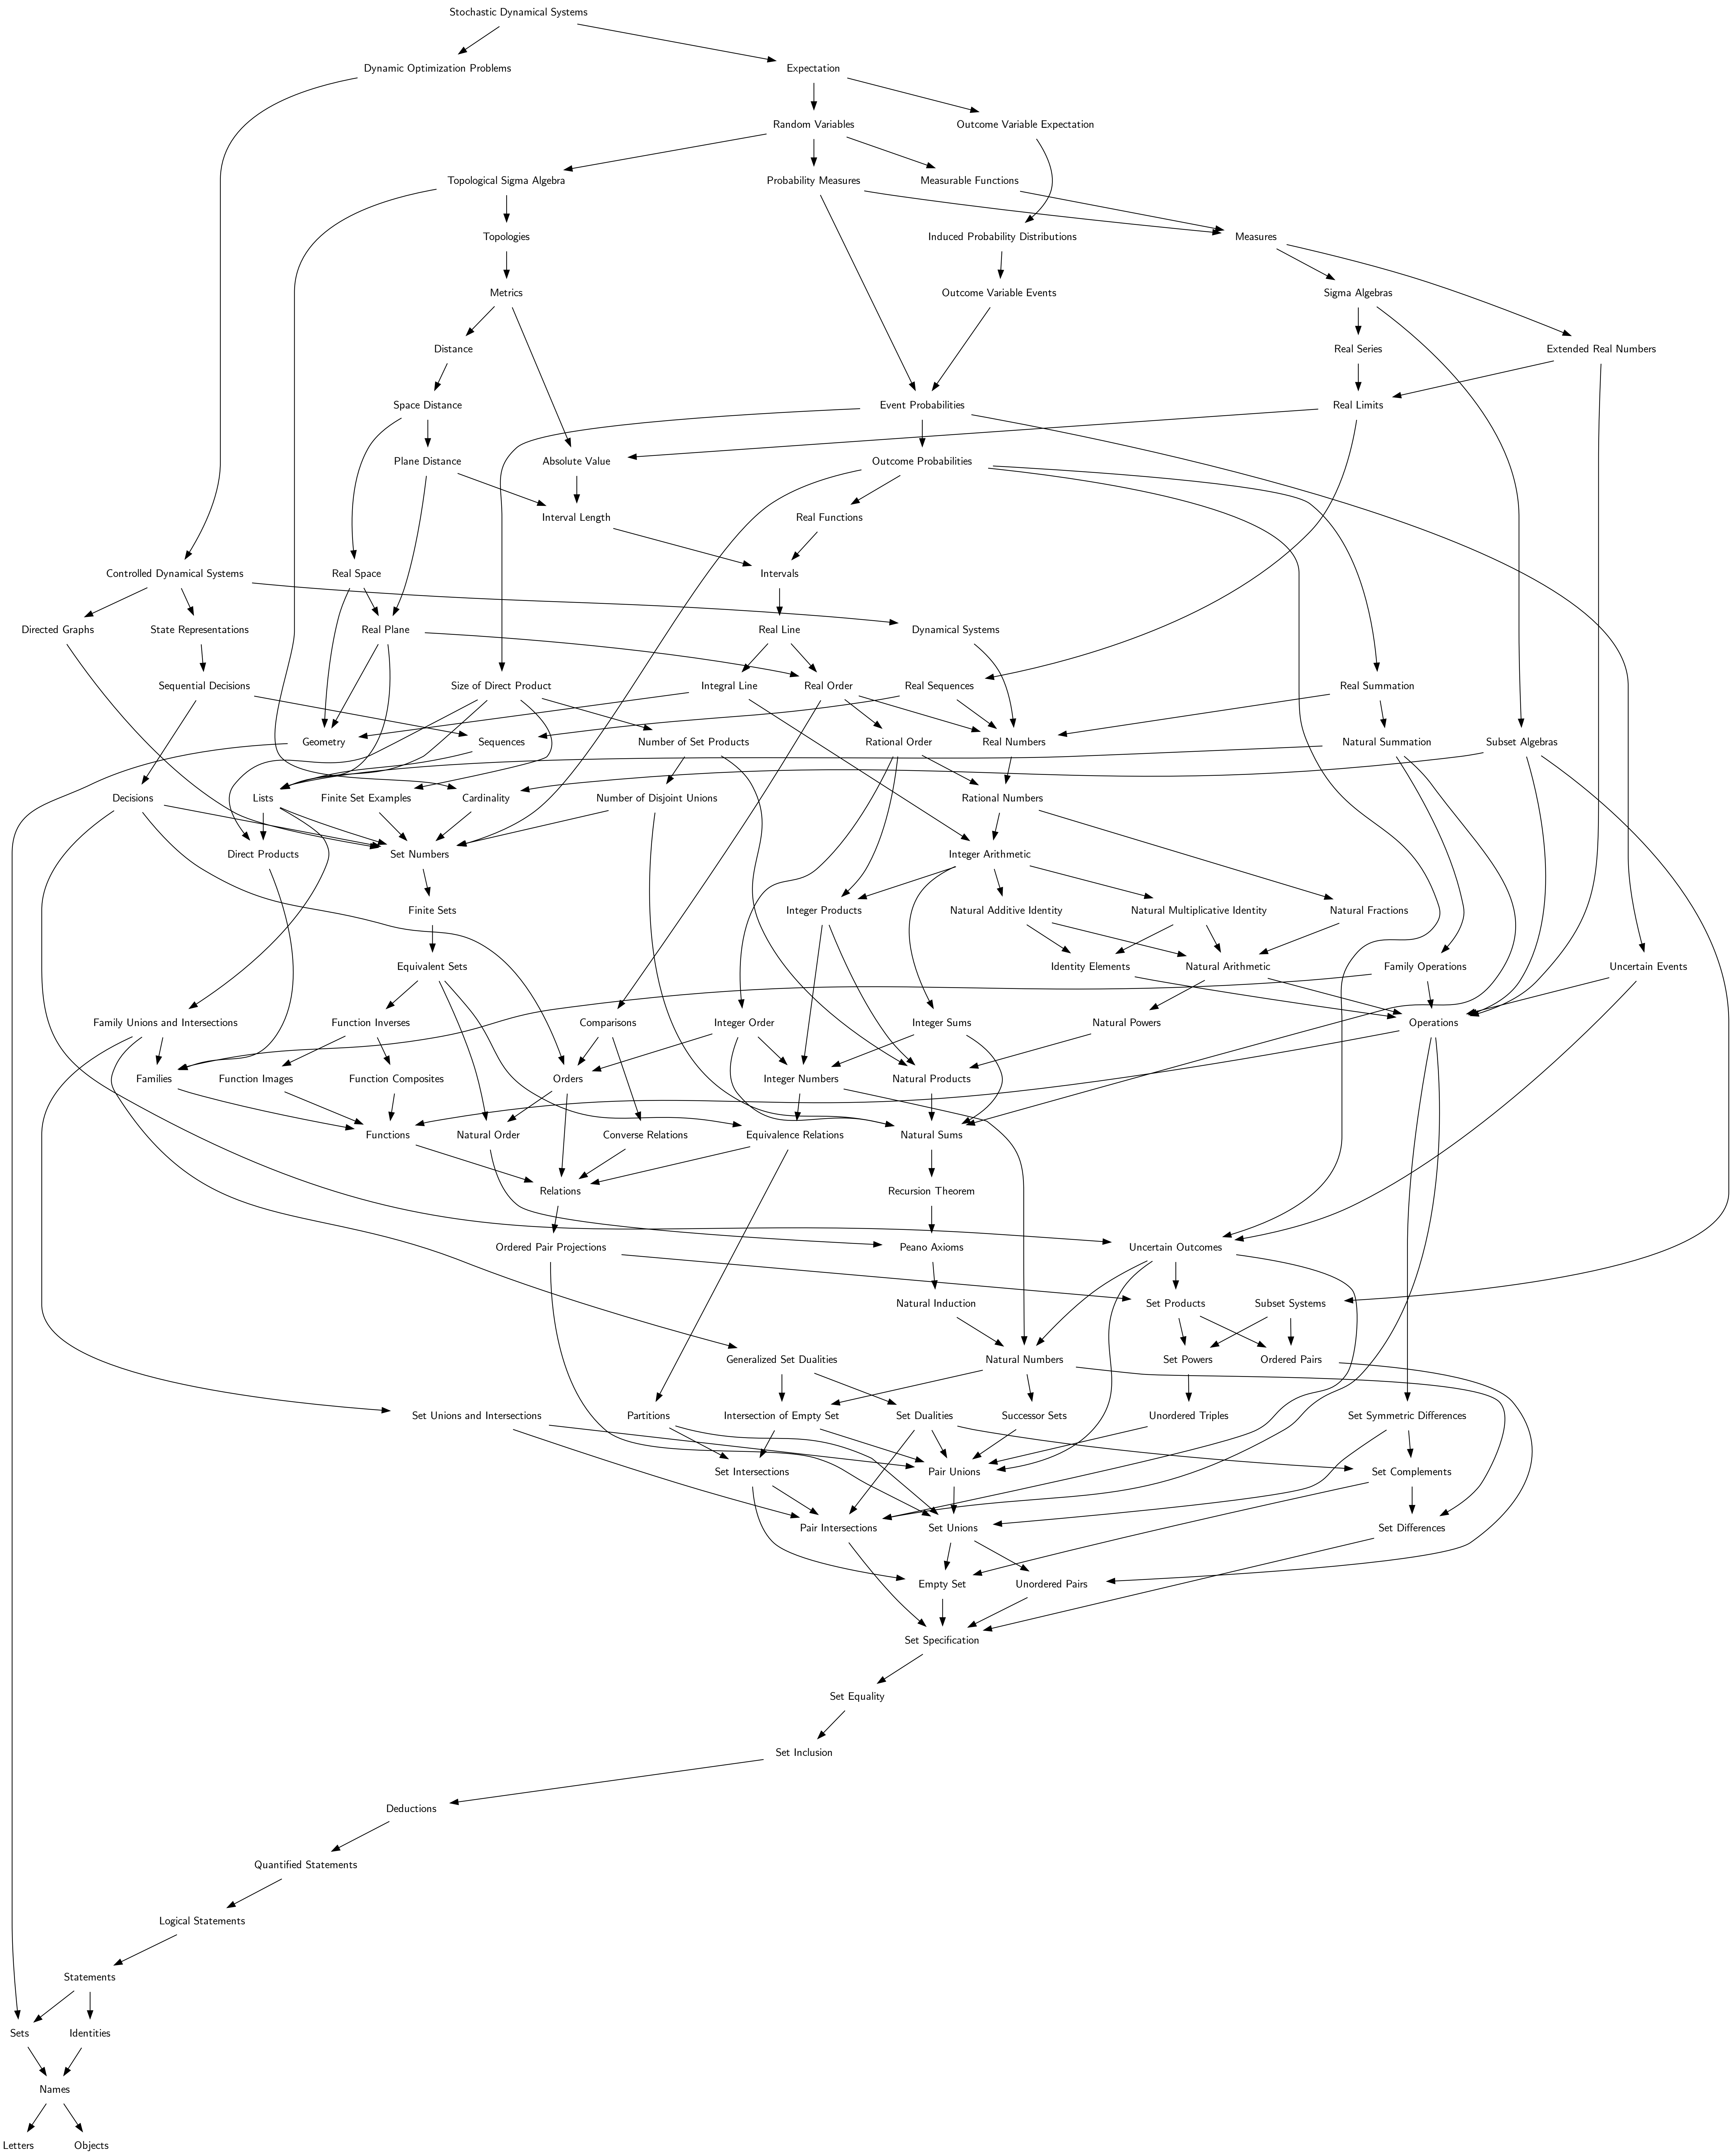 Stochastic Dynamical Systems
Dynamic Optimization Problems
Expectation
Random Variables
Outcome Variable Expectation
Topological Sigma Algebra
Probability Measures
Measurable Functions
Topologies
Induced Probability Distributions
Measures
Metrics
Outcome Variable Events
Sigma Algebras
Distance
Real Series
Extended Real Numbers
Space Distance
Event Probabilities
Real Limits
Plane Distance
Absolute Value
Outcome Probabilities
Interval Length
Real Functions
Controlled Dynamical Systems
Real Space
Intervals
Directed Graphs
State Representations
Real Plane
Real Line
Dynamical Systems
Sequential Decisions
Size of Direct Product
Integral Line
Real Order
Real Sequences
Real Summation
Geometry
Sequences
Number of Set Products
Rational Order
Real Numbers
Natural Summation
Subset Algebras
Decisions
Lists
Finite Set Examples
Cardinality
Number of Disjoint Unions
Rational Numbers
Direct Products
Set Numbers
Integer Arithmetic
Finite Sets
Integer Products
Natural Additive Identity
Natural Multiplicative Identity
Natural Fractions
Equivalent Sets
Identity Elements
Natural Arithmetic
Family Operations
Uncertain Events
Family Unions and Intersections
Function Inverses
Comparisons
Integer Order
Integer Sums
Natural Powers
Operations
Families
Function Images
Function Composites
Orders
Integer Numbers
Natural Products
Functions
Natural Order
Converse Relations
Equivalence Relations
Natural Sums
Relations
Recursion Theorem
Ordered Pair Projections
Peano Axioms
Uncertain Outcomes
Natural Induction
Set Products
Subset Systems
Generalized Set Dualities
Natural Numbers
Set Powers
Ordered Pairs
Set Unions and Intersections
Partitions
Intersection of Empty Set
Set Dualities
Successor Sets
Unordered Triples
Set Symmetric Differences
Set Intersections
Pair Unions
Set Complements
Pair Intersections
Set Unions
Set Differences
Empty Set
Unordered Pairs
Set Specification
Set Equality
Set Inclusion
Deductions
Quantified Statements
Logical Statements
Statements
Sets
Identities
Names
Letters
Objects